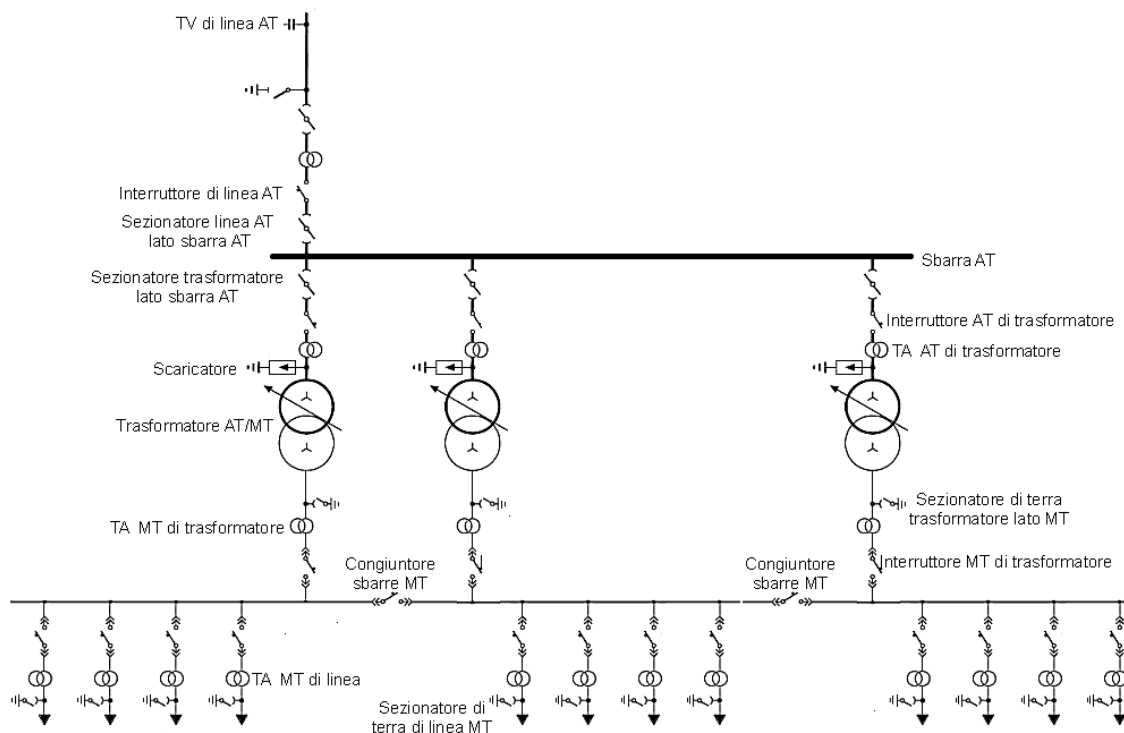 TV di linea AT
Interruttore di linea AT
Sezionatore linea AT
lato sbarra AT
Sbarra AT
Sezionatore trasformatore
lato sbarra AT
Interruttore AT di trasformatore
TA AT di trasformatore
Scaricatore
Trasformatore AT/MT
Sezionatore di terra
trasformatore lato MT
TA MT di trasformatore
Congiuntore
sbarre MT
Congiuntore
sbarre MT
Interruttore MT di trasformatore
TA MT di linea
Sezionatore di
terra di linea MT